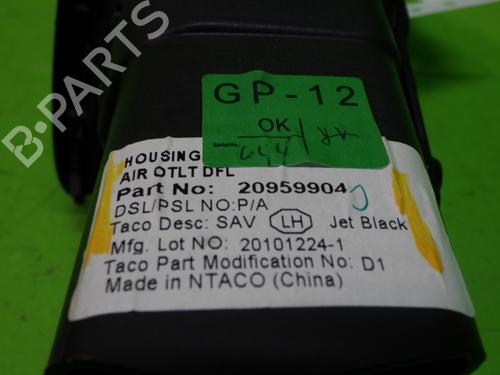 B-PARTS
GP-12
OK
HOUSING
AIR OTLT DFL
Part No: 20959904
DSL/PSL NO:P/A
Taco Desc: SAV LH Jet Black
Mfg. Lot NO: 20101224-1
Taco Part Modification No: D1
Made in NTACO (China)